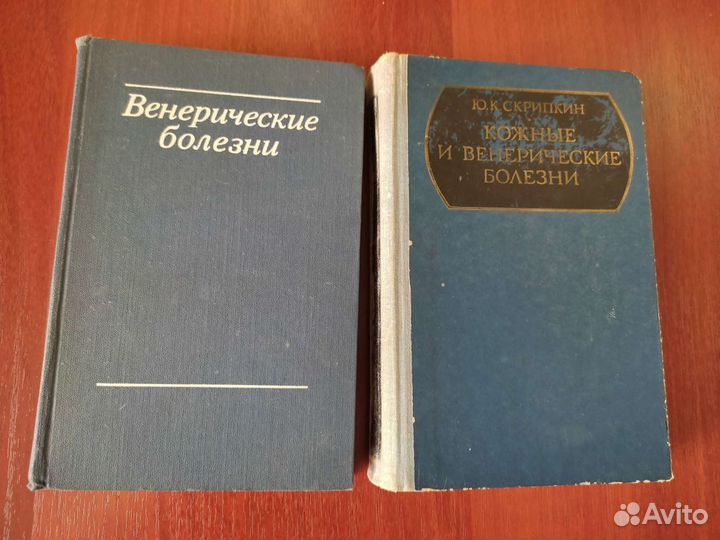 Венерические
болезни
Ю.К.СКРИПКИН
КОЖНЫЕ
И ВЕНЕРИЧЕСКИЕ
БОЛЕЗНИ
Avito